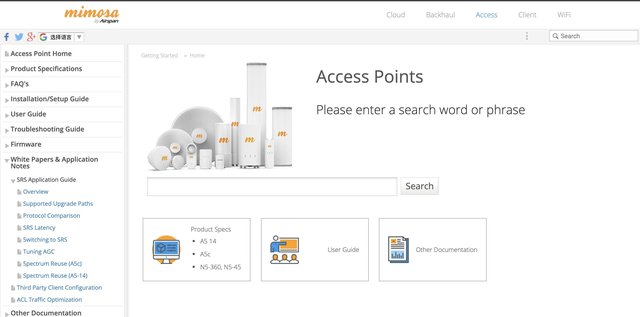 mimosa
by Airspan
Cloud
Backhaul
Access
Client
WiFi
选择语言
Search
Access Point Home
Product Specifications
FAQ's
Installation/Setup Guide
User Guide
Troubleshooting Guide
Firmware
White Papers & Application
Notes
SRS Application Guide
Overview
Supported Upgrade Paths
Protocol Comparison
SRS Latency
Switching to SRS
Tuning AGC
Spectrum Reuse (A5c)
Spectrum Reuse (A5-14)
Third Party Client Configuration
ACL Traffic Optimization
Other Documentation
Getting Started → Home
Access Points
Please enter a search word or phrase
Search
Product Specs
A5 14
A5c
N5-360, N5-45
User Guide
Other Documentation